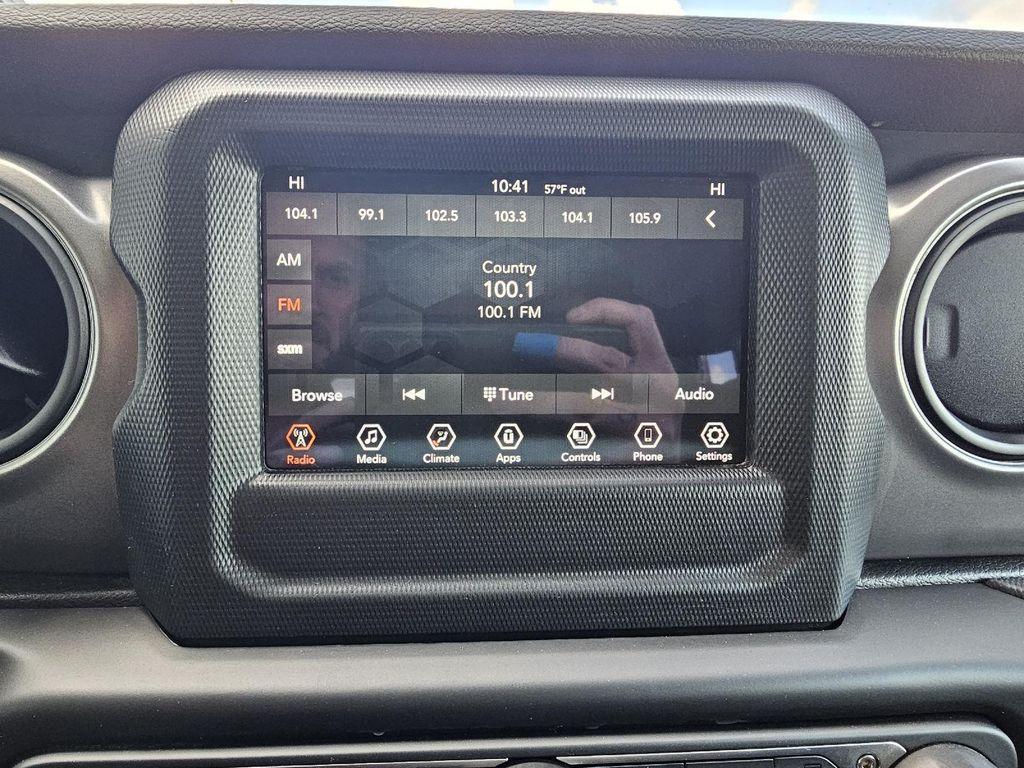 HI 10:41 57°F out HI
104.1 99.1 102.5 103.3 104.1 105.9
AM
FM
sxm
Country
100.1
100.1 FM
Browse Tune Audio
Radio Media Climate Apps Controls Phone Settings